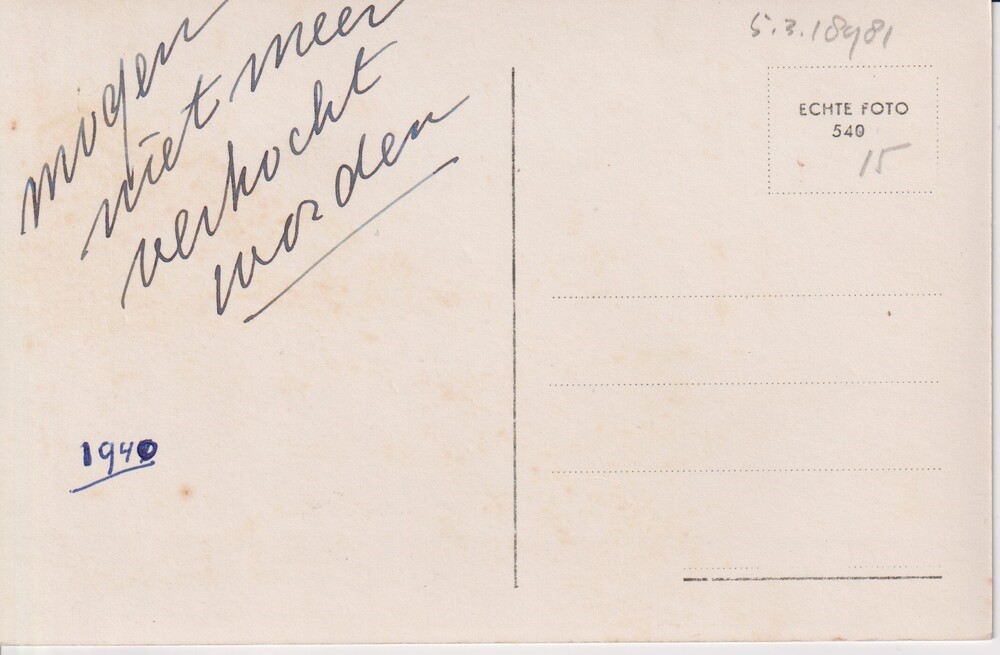 mogen
niet meer
verkocht
worden
1940
5.3.18981
ECHTE FOTO
540
15